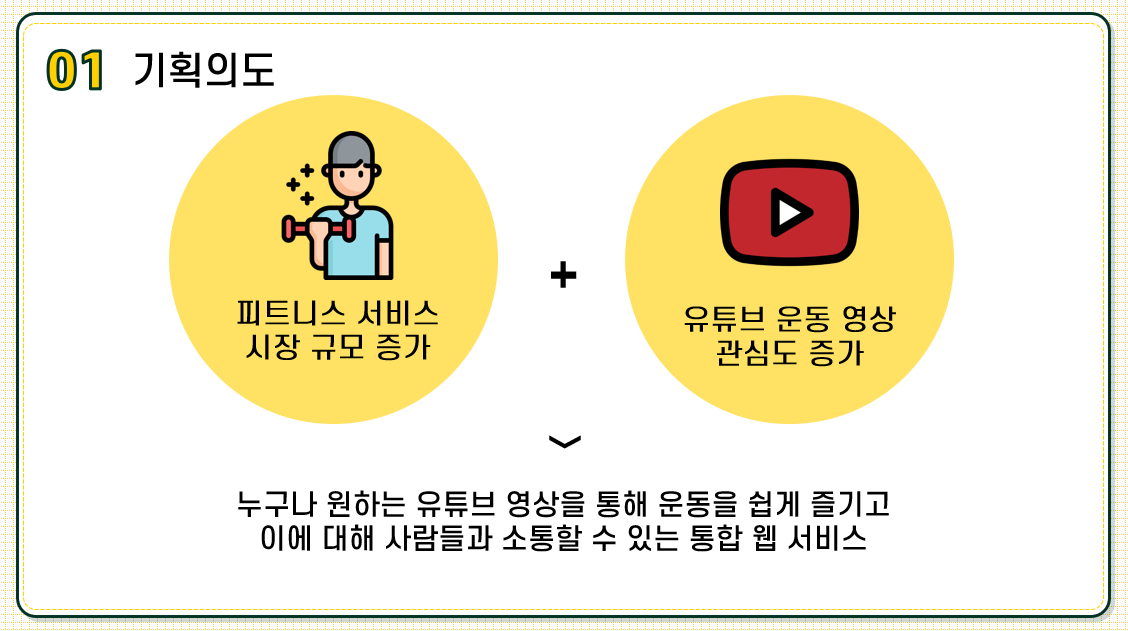 01 기획의도
피트니스 서비스
시장 규모 증가
+
유튜브 운동 영상
관심도 증가
누구나 원하는 유튜브 영상을 통해 운동을 쉽게 즐기고
이에 대해 사람들과 소통할 수 있는 통합 웹 서비스